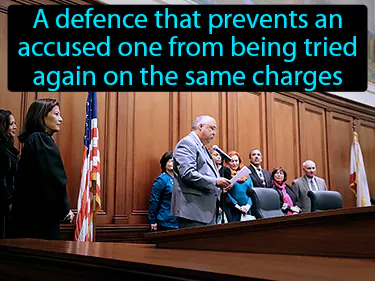 A defence that prevents an
accused one from being tried
again on the same charges